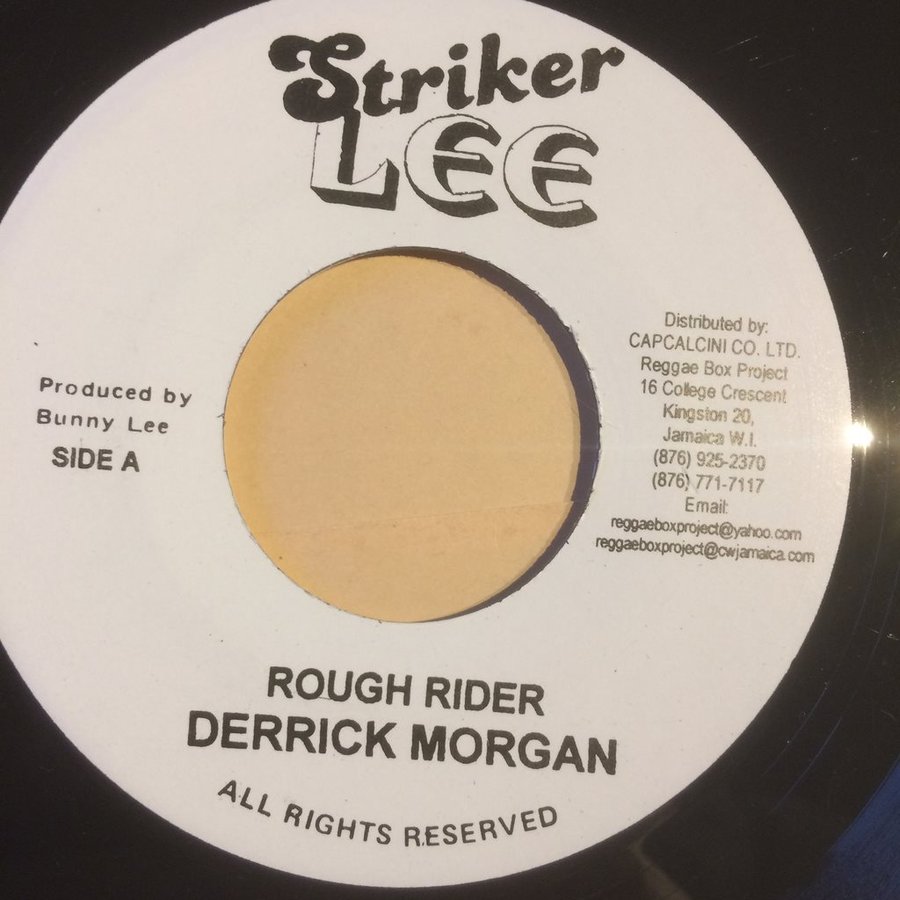 Striker
LEE
Produced by
Bunny Lee
SIDE A
Distributed by:
CAPCALCINI CO. LTD.
Reggae Box Project
16 College Crescent
Kingston 20,
Jamaica W.I.
(876) 925-2370
(876) 771-7117
Email:
reggaeboxproject@yahoo.com
reggaeboxproject@cwjamaica.com
ROUGH RIDER
DERRICK MORGAN
ALL RIGHTS RESERVED